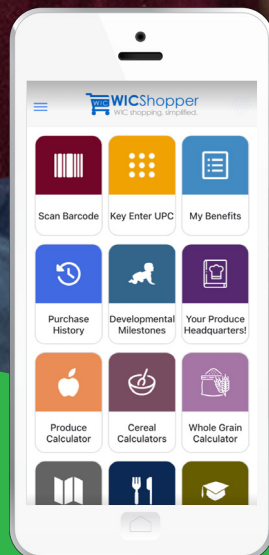 WIC WICShopper
WIC shopping, simplified.
Scan Barcode
Key Enter UPC
My Benefits
Purchase
History
Developmental
Milestones
Your Produce
Headquarters!
Produce
Calculator
Cereal
Calculators
Whole Grain
Calculator